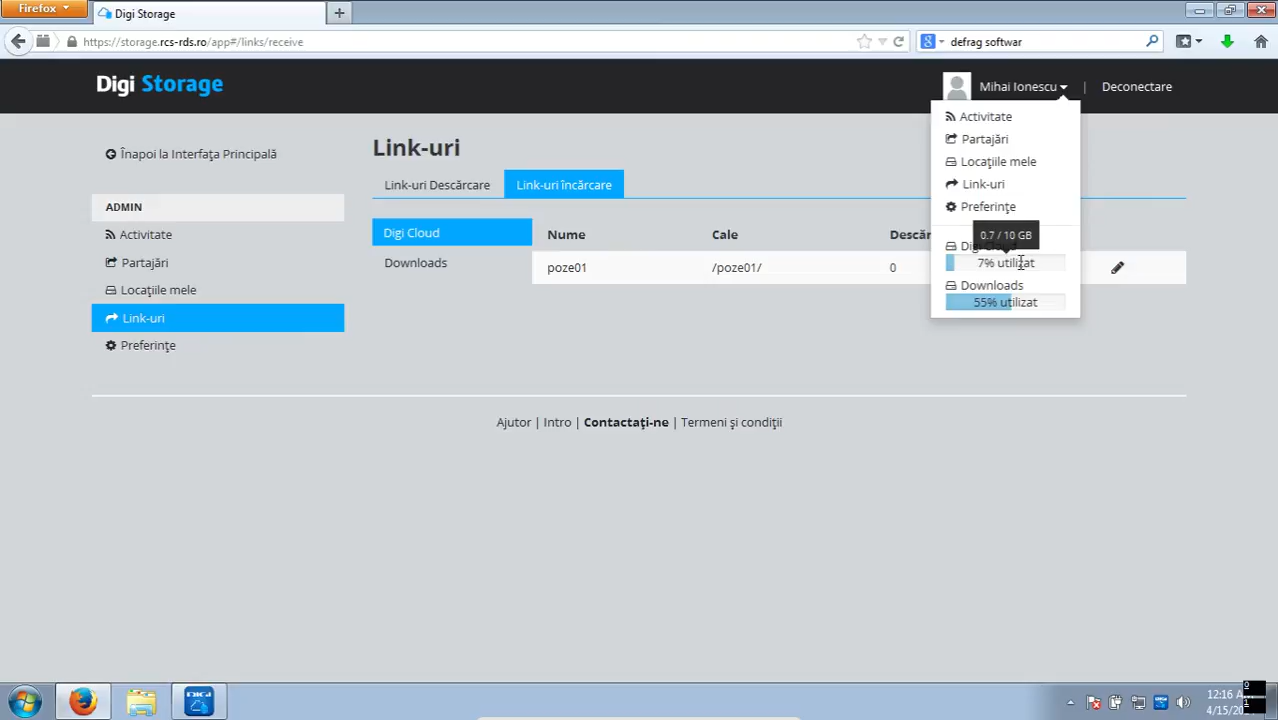 Firefox
Digi Storage
https://storage.rcs-rds.ro/app#/links/receive
defrag softwar
Digi Storage
Mihai Ionescu | Deconectare
Activitate
Partajări
Locațiile mele
Link-uri
Preferințe
0.7 / 10 GB
7% utilizat
Downloads
55% utilizat
Înapoi la Interfața Principală
ADMIN
Activitate
Partajări
Locațiile mele
Link-uri
Preferințe
Link-uri
Link-uri Descărcare
Link-uri încărcare
Digi Cloud
Downloads
Nume Cale
poze01 /poze01/ 0
Ajutor | Intro | Contactați-ne | Termeni și condiții
DIGI
12:16
4/15/20